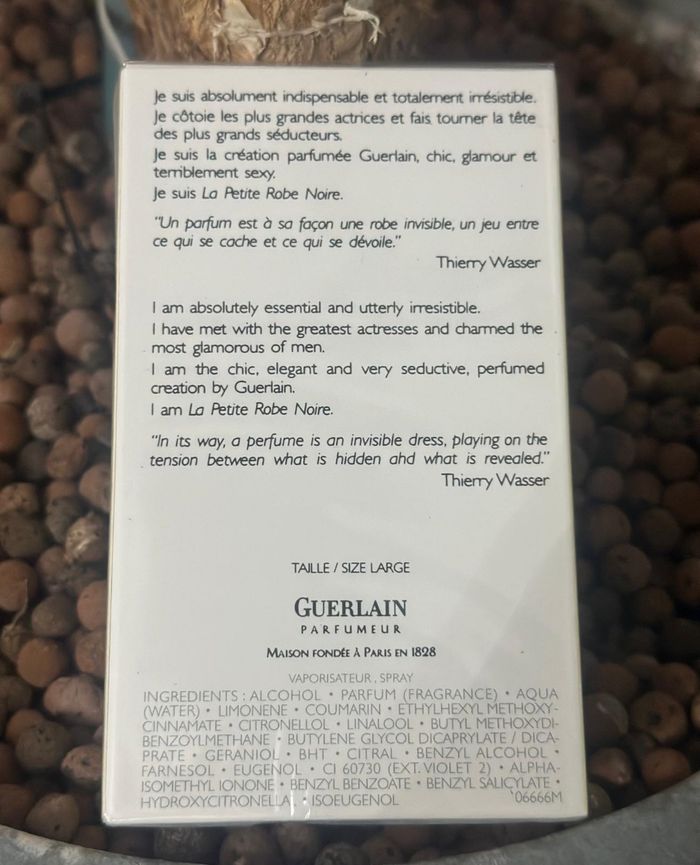 Je suis absolument indispensable et totalement irrésistible.
Je côtoie les plus grandes actrices et fais tourner la tête
des plus grands séducteurs.
Je suis la création parfumée Guerlain, chic, glamour et
terriblement sexy.
Je suis La Petite Robe Noire.
"Un parfum est à sa façon une robe invisible, un jeu entre
ce qui se cache et ce qui se dévoile."
Thierry Wasser
I am absolutely essential and utterly irresistible.
I have met with the greatest actresses and charmed the
most glamorous of men.
I am the chic, elegant and very seductive, perfumed
creation by Guerlain.
I am La Petite Robe Noire.
"In its way, a perfume is an invisible dress, playing on the
tension between what is hidden and what is revealed."
Thierry Wasser
TAILLE / SIZE LARGE
GUERLAIN
PARFUMEUR
MAISON FONDÉE À PARIS EN 1828
VAPORISATEUR . SPRAY
INGREDIENTS : ALCOHOL • PARFUM (FRAGRANCE) • AQUA
(WATER) • LIMONENE • COUMARIN • ETHYLHEXYL METHOXY-
CINNAMATE • CITRONELLOL • LINALOOL • BUTYL METHOXYDI-
BENZOYLMETHANE • BUTYLENE GLYCOL DICAPRYLATE / DICA-
PRATE • GERANIOL • BHT • CITRAL • BENZYL ALCOHOL •
FARNESOL • EUGENOL • CI 60730 (EXT. VIOLET 2) • ALPHA-
ISOMETHYL IONONE • BENZYL BENZOATE • BENZYL SALICYLATE •
HYDROXYCITRONELLAL • ISOEUGENOL 06666M